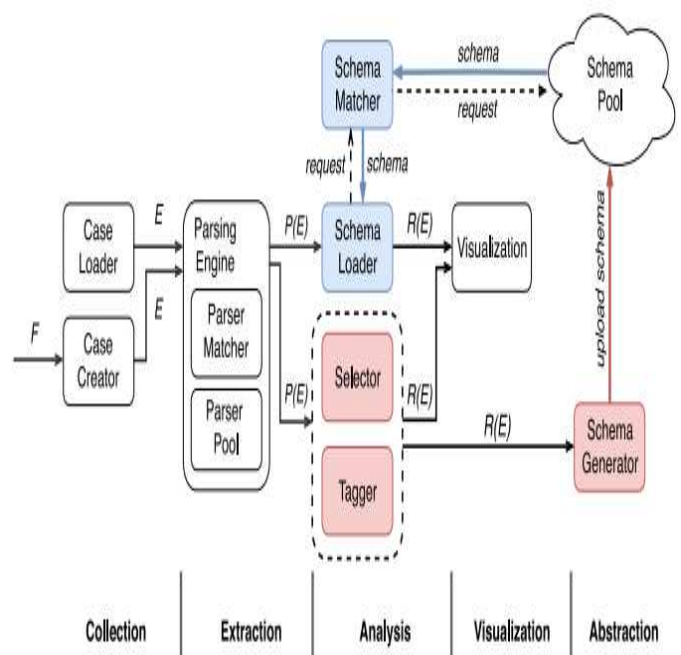 schema
Schema
Matcher
Schema
Pool
request
request
schema
E
P(E)
R(E)
Case
Loader
Parsing
Engine
Schema
Loader
Visualization
upload schema
E
F
Case
Creator
Parser
Matcher
P(E)
Selector
R(E)
R(E)
Parser
Pool
Schema
Generator
Tagger
Collection
Extraction
Analysis
Visualization
Abstraction